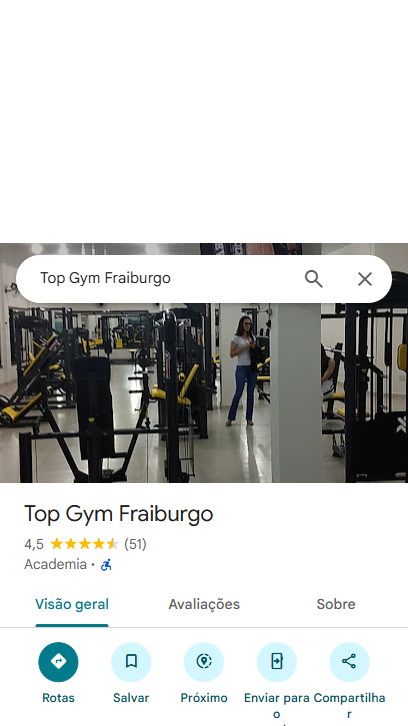 Top Gym Fraiburgo
Top Gym Fraiburgo
4,5 (51)
Academia ·
Visão geral Avaliações Sobre
Rotas Salvar Próximo Enviar para o Compartilhar